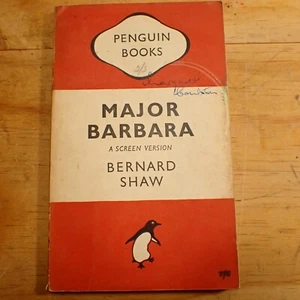 PENGUIN
BOOKS
MAJOR
BARBARA
A SCREEN VERSION
BERNARD
SHAW